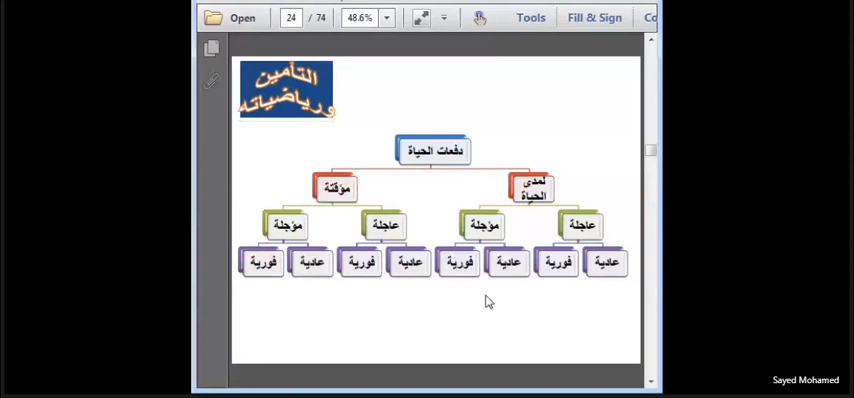 Open
24 / 74
48.6%
Tools
Fill & Sign
Co
التأمين
ورياضياته
دفعات الحياة
لمدى
الحياة
مؤقتة
عاجلة
مؤجلة
عاجلة
مؤجلة
عادية
فورية
عادية
فورية
عادية
فورية
عادية
فورية
Sayed Mohamed